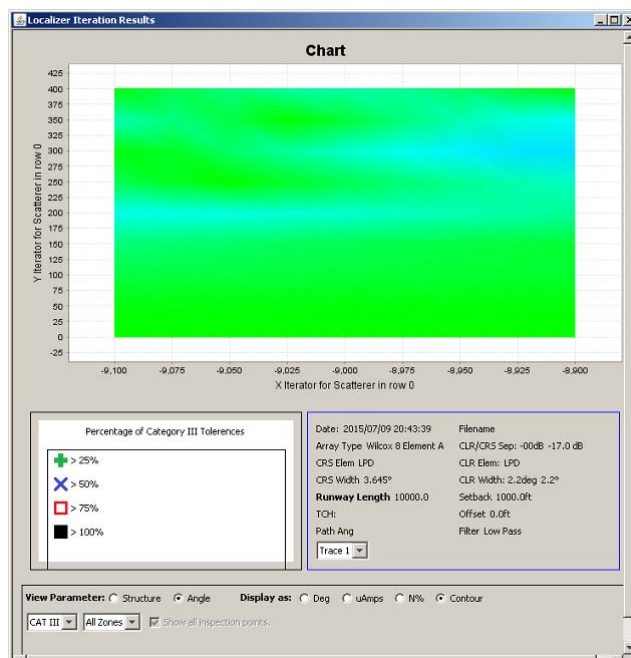 Localizer Iteration Results
Chart
425
400
375
350
325
300
275
250
225
200
175
150
125
100
75
50
25
0
-25
Y Iterator for Scatterer in row 0
-9,100 -9,075 -9,050 -9,025 -9,000 -8,975 -8,950 -8,925 -8,900
X Iterator for Scatterer in row 0
Percentage of Category III Tolerences
> 25%
> 50%
> 75%
> 100%
Date: 2015/07/09 20:43:39 Filename
Array Type Wilcox 8 Element A CLR/CRS Sep: -00dB -17.0 dB
CRS Elem LPD CLR Elem: LPD
CRS Width 3.645° CLR Width: 2.2deg 2.2°
Runway Length 10000.0 Setback 1000.0ft
TCH: Offset 0.0ft
Path Ang Filter Low Pass
Trace 1
View Parameter: Structure Angle Display as: Deg uAmps N% Contour
CAT III All Zones Show all inspection points.